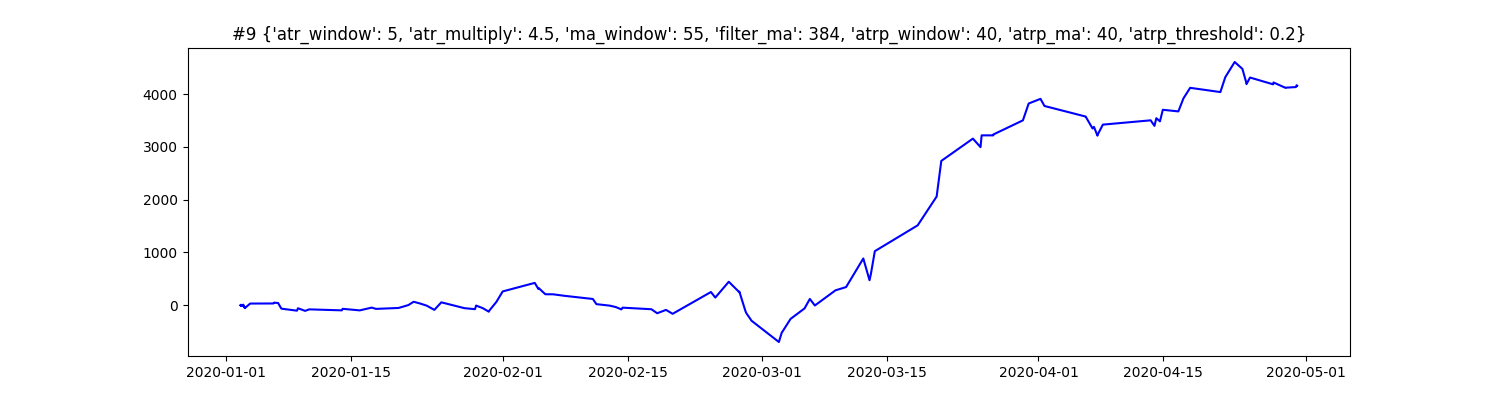 #9 {'atr_window': 5, 'atr_multiply': 4.5, 'ma_window': 55, 'filter_ma': 384, 'atrp_window': 40, 'atrp_ma': 40, 'atrp_threshold': 0.2}
4000
3000
2000
1000
0
2020-01-01 2020-01-15 2020-02-01 2020-02-15 2020-03-01 2020-03-15 2020-04-01 2020-04-15 2020-05-01